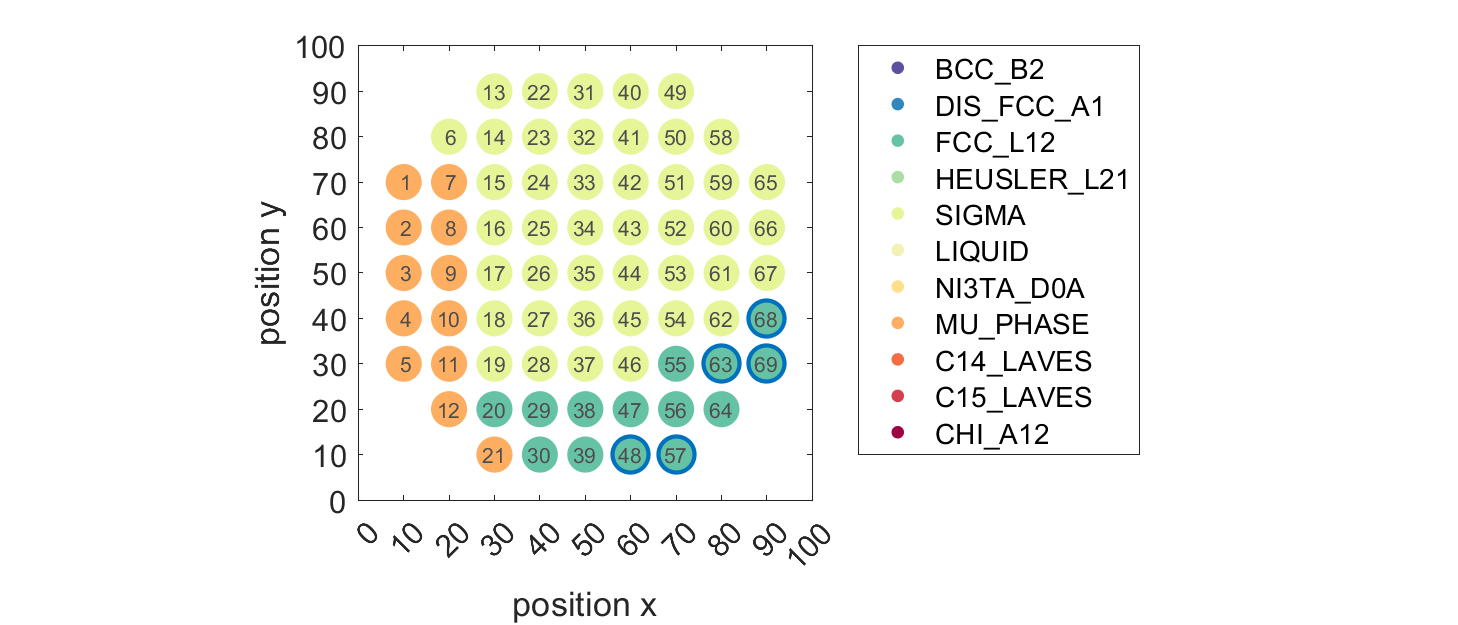 100
90
80
70
60
50
40
30
20
10
0
position y
13 22 31 40 49
6 14 23 32 41 50 58
1 7 15 24 33 42 51 59 65
2 8 16 25 34 43 52 60 66
3 9 17 26 35 44 53 61 67
4 10 18 27 36 45 54 62 68
5 11 19 28 37 46 55 63 69
12 20 29 38 47 56 64
21 30 39 48 57
0 10 20 30 40 50 60 70 80 90 100
position x
BCC_B2
DIS_FCC_A1
FCC_L12
HEUSLER_L21
SIGMA
LIQUID
NI3TA_D0A
MU_PHASE
C14_LAVES
C15_LAVES
CHI_A12